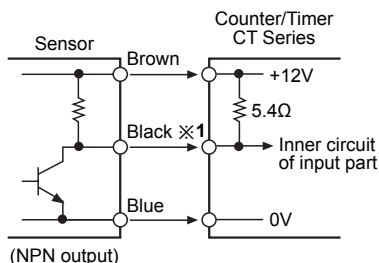 Counter/Timer
CT Series
Sensor
Brown
+12V
5.4Ω
Black ※1
Inner circuit
of input part
Blue
0V
(NPN output)